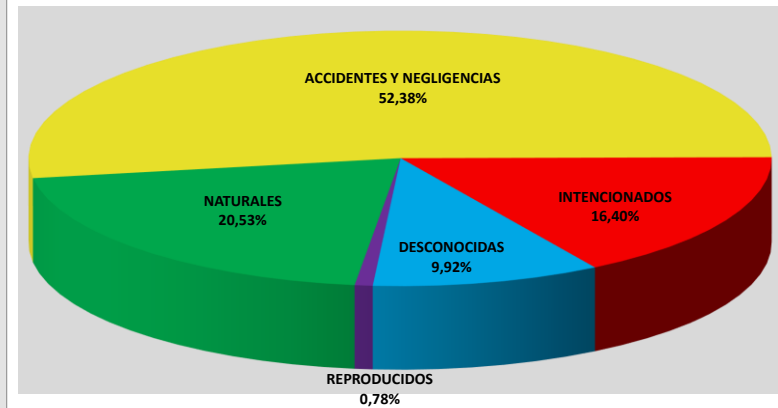 ACCIDENTES Y NEGLIGENCIAS
52,38%
NATURALES
20,53%
INTENCIONADOS
16,40%
DESCONOCIDAS
9,92%
REPRODUCIDOS
0,78%